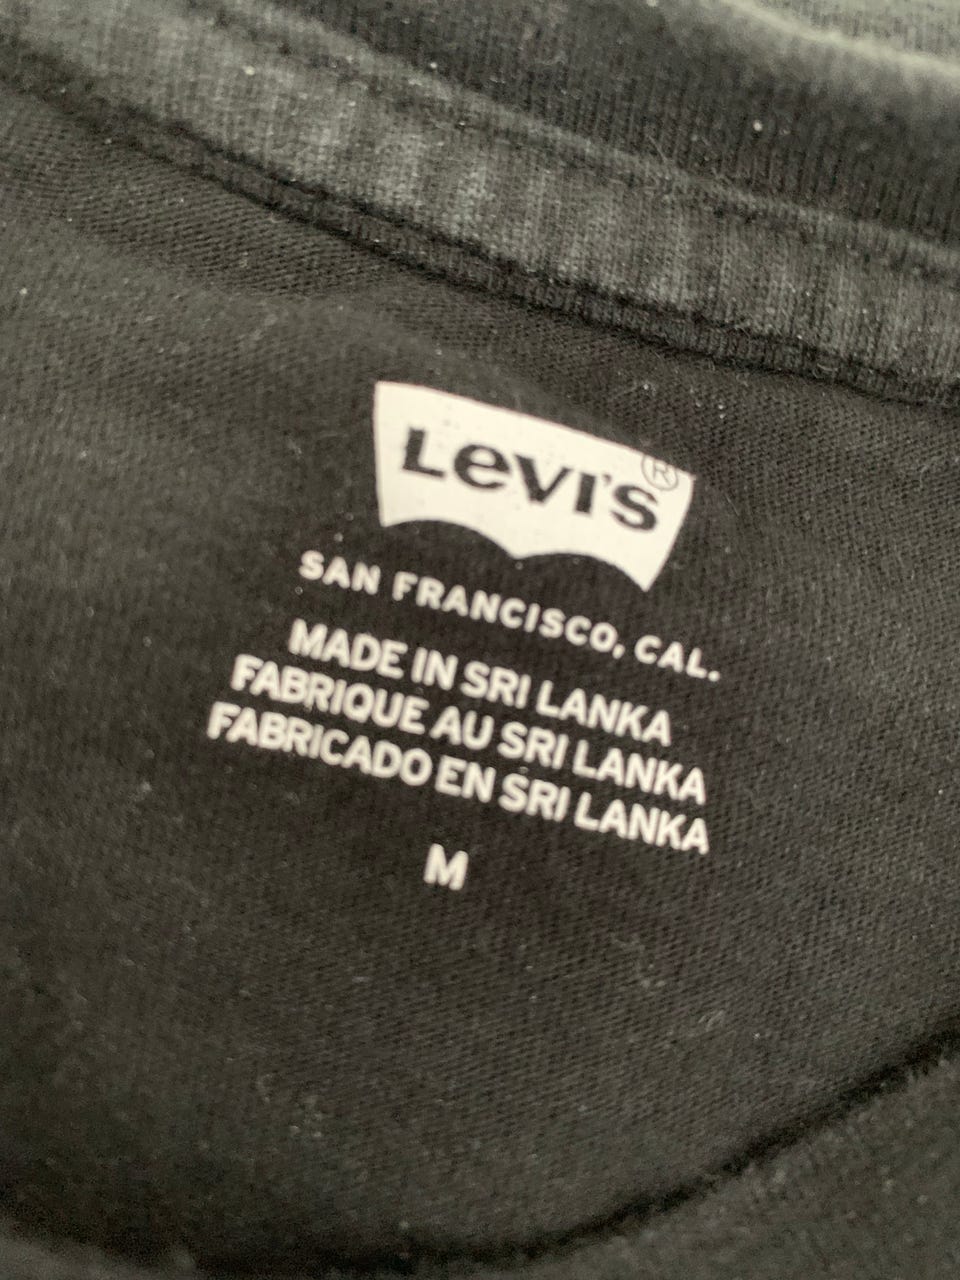 Levi's®
SAN FRANCISCO, CAL.
MADE IN SRI LANKA
FABRIQUE AU SRI LANKA
FABRICADO EN SRI LANKA
M